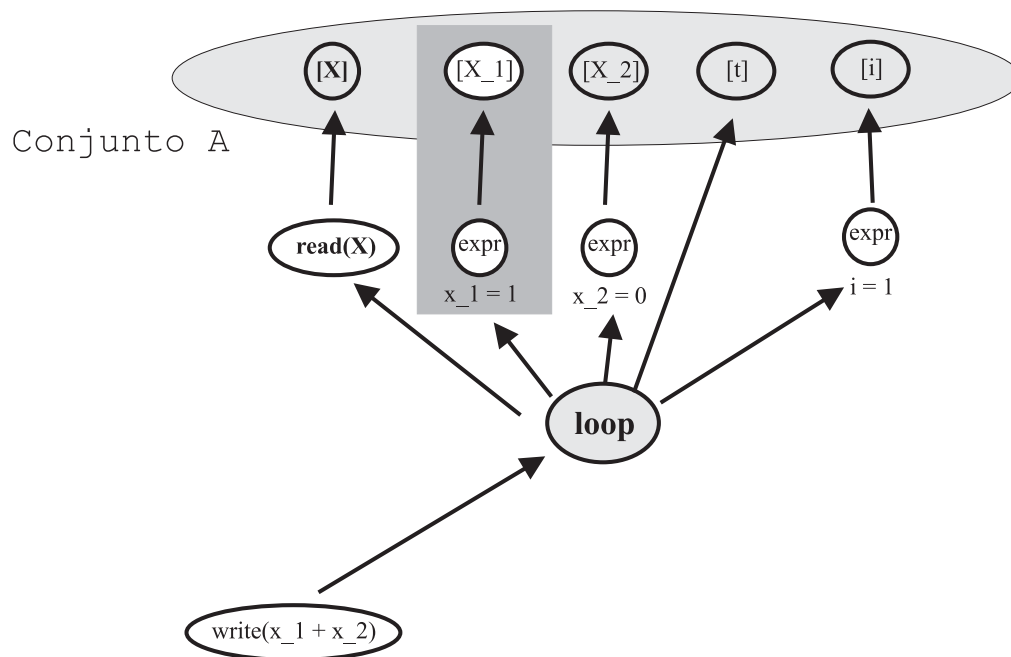 [X] [X_1] [X_2] [t] [i]
Conjunto A
read(X) expr expr expr
x_1 = 1 x_2 = 0 i = 1
loop
write(x_1 + x_2)